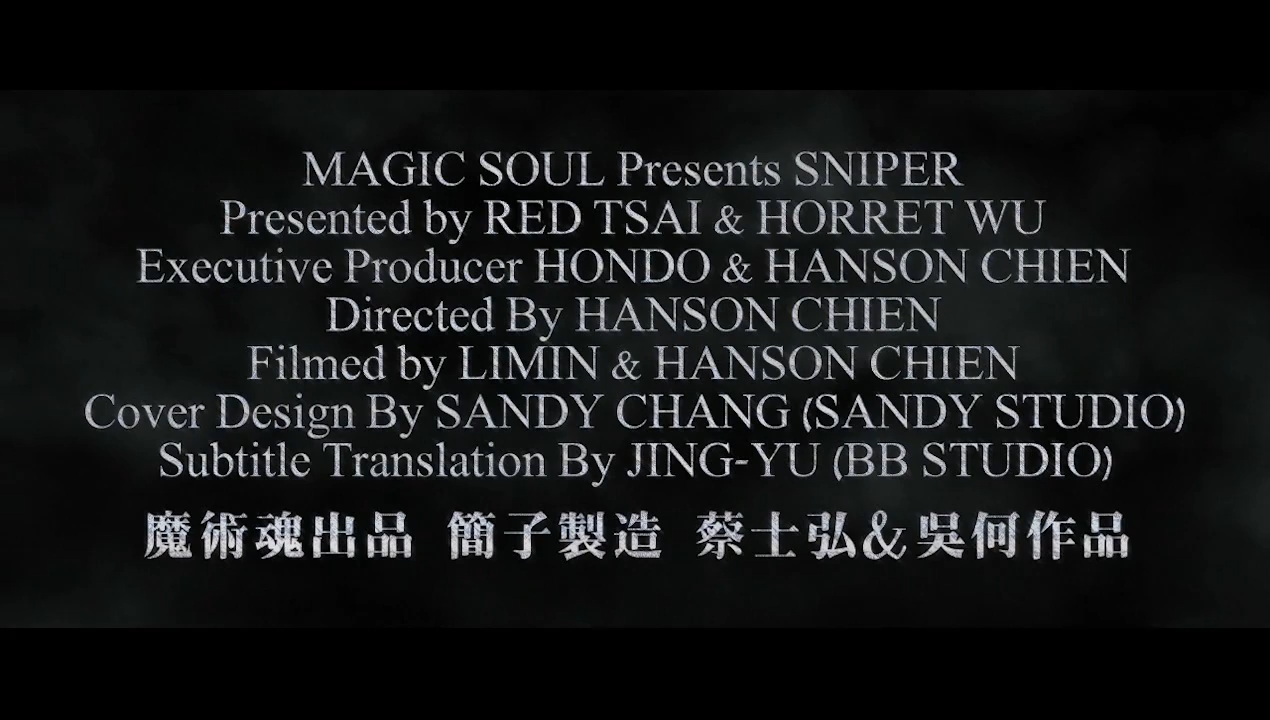 MAGIC SOUL Presents SNIPER
Presented by RED TSAI & HORRET WU
Executive Producer HONDO & HANSON CHIEN
Directed By HANSON CHIEN
Filmed by LIMIN & HANSON CHIEN
Cover Design By SANDY CHANG (SANDY STUDIO)
Subtitle Translation By JING-YU (BB STUDIO)
魔術魂出品 簡子製造 蔡士弘&吳何作品